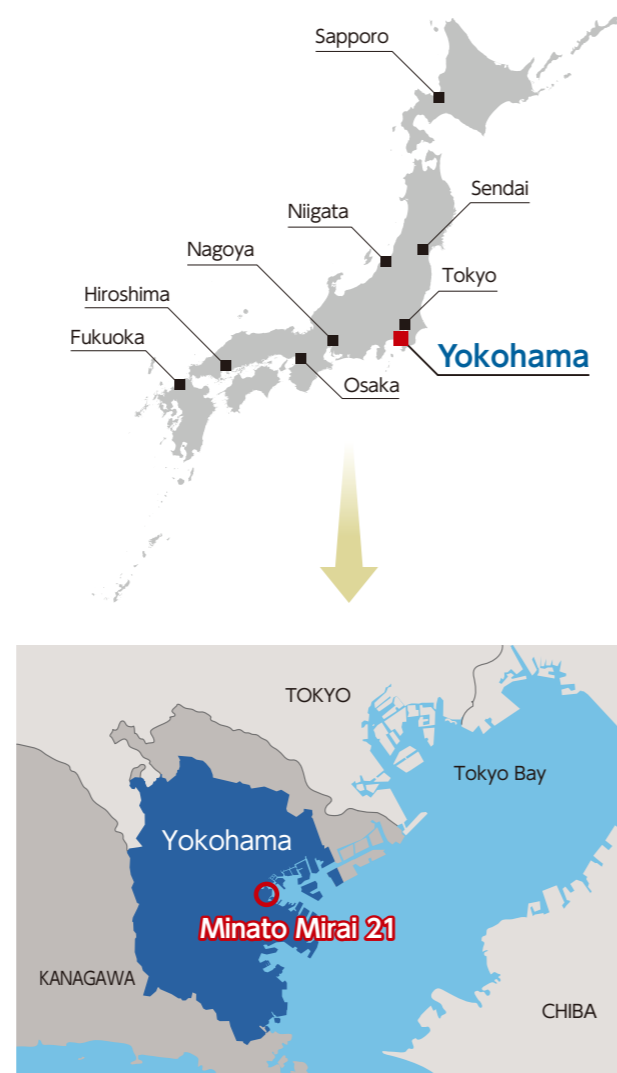 Sapporo
Sendai
Niigata
Nagoya
Tokyo
Hiroshima
Fukuoka
Yokohama
Osaka
TOKYO
Tokyo Bay
Yokohama
Minato Mirai 21
KANAGAWA
CHIBA